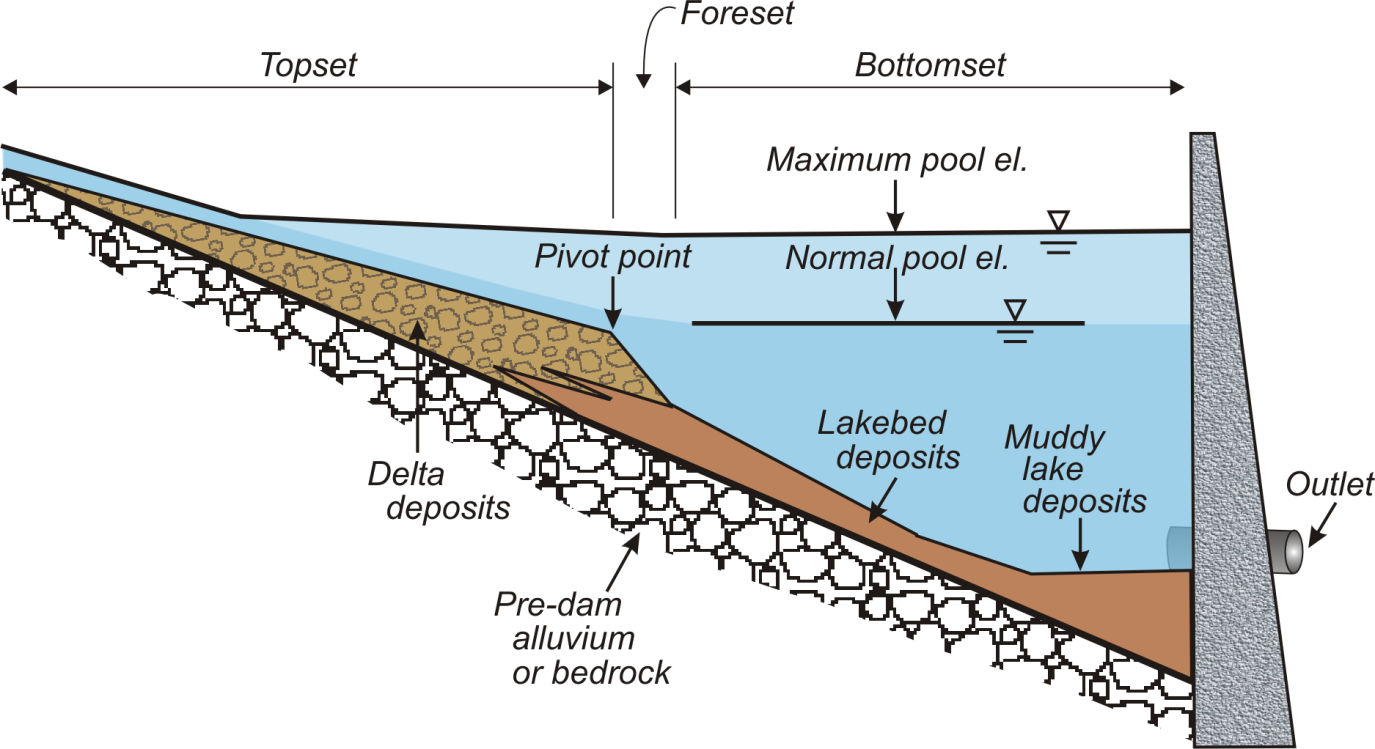 Foreset
Topset
Bottomset
Maximum pool el.
Pivot point
Normal pool el.
Lakebed
deposits
Muddy
lake
deposits
Delta
deposits
Outlet
Pre-dam
alluvium
or bedrock